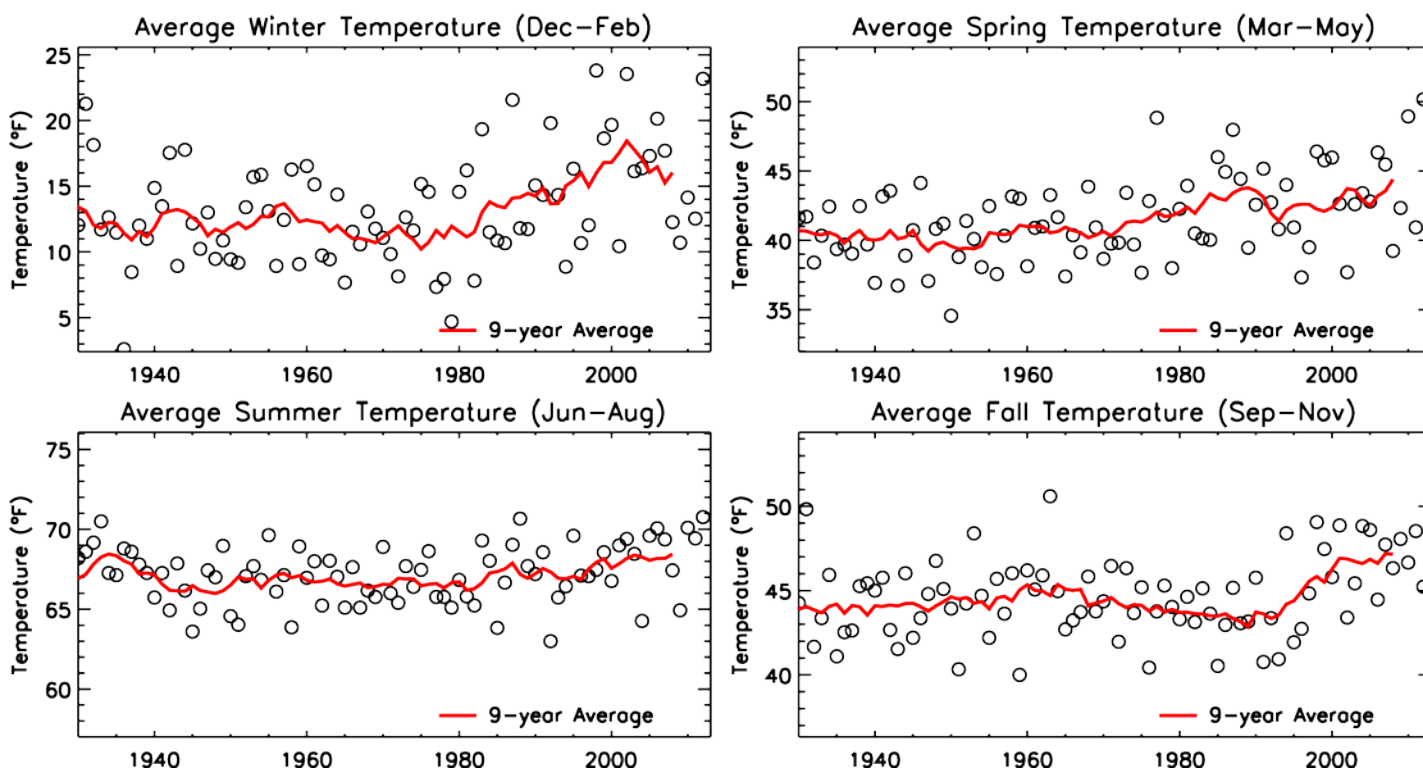 Average Winter Temperature (Dec–Feb)
Temperature (°F)
25
20
15
10
5
9-year Average
1940 1960 1980 2000
Average Spring Temperature (Mar–May)
Temperature (°F)
50
45
40
35
9-year Average
1940 1960 1980 2000
Average Summer Temperature (Jun–Aug)
Temperature (°F)
75
70
65
60
9-year Average
1940 1960 1980 2000
Average Fall Temperature (Sep–Nov)
Temperature (°F)
50
45
40
9-year Average
1940 1960 1980 2000